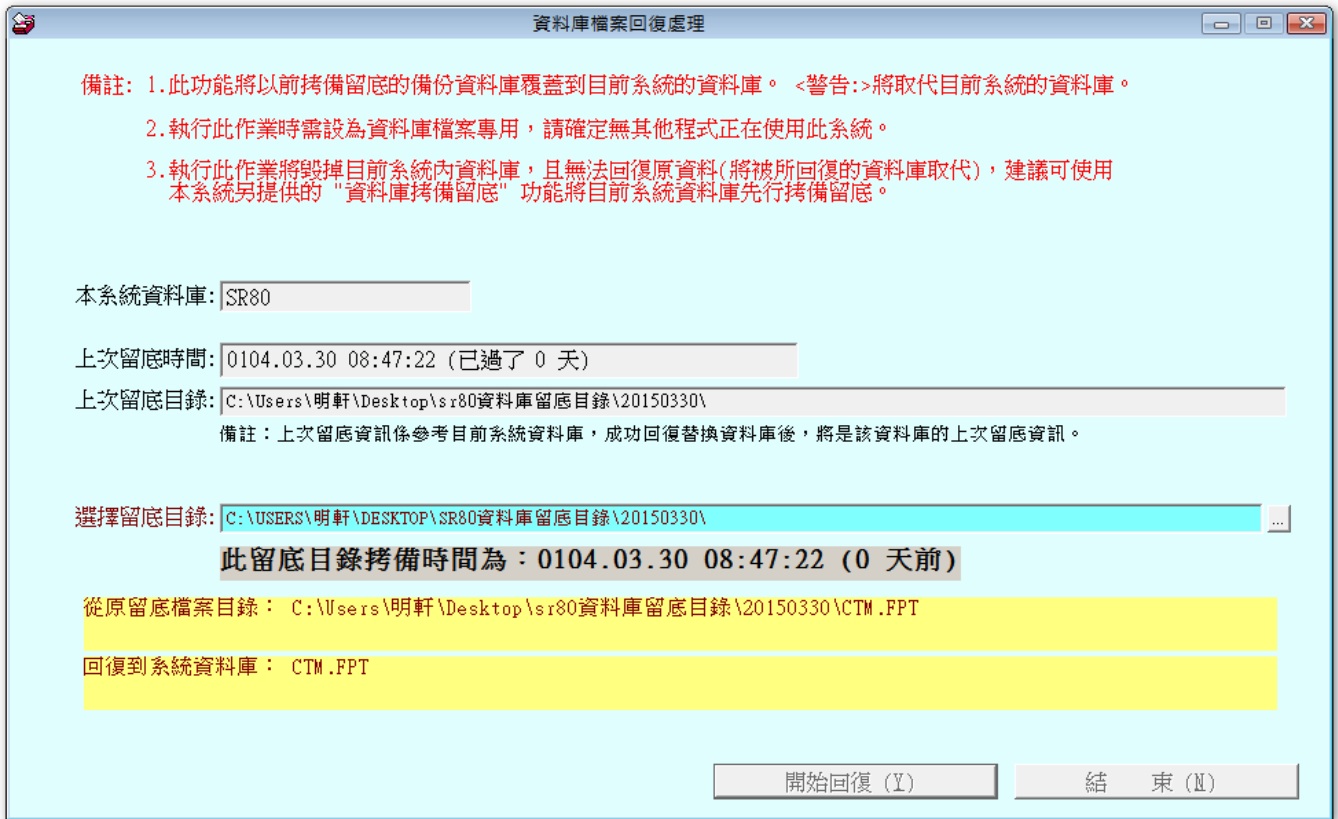 資料庫檔案回復處理
備註: 1.此功能將以前拷備留底的備份資料庫覆蓋到目前系統的資料庫。 <警告:>將取代目前系統的資料庫。
2.執行此作業時需設為資料庫檔案專用，請確定無其他程式正在使用此系統。
3.執行此作業將毀掉目前系統內資料庫，且無法回復原資料(將被所回復的資料庫取代)，建議可使用
本系統另提供的 "資料庫拷備留底" 功能將目前系統資料庫先行拷備留底。
本系統資料庫: SR80
上次留底時間: 0104.03.30 08:47:22 (已過了 0 天)
上次留底目錄: C:\Users\明軒\Desktop\sr80資料庫留底目錄\20150330\
備註：上次留底資訊係參考目前系統資料庫，成功回復替換資料庫後，將是該資料庫的上次留底資訊。
選擇留底目錄: C:\USERS\明軒\DESKTOP\SR80資料庫留底目錄\20150330\ ...
此留底目錄拷備時間為：0104.03.30 08:47:22 (0 天前)
從原留底檔案目錄： C:\Users\明軒\Desktop\sr80資料庫留底目錄\20150330\CTM.FPT
回復到系統資料庫： CTM.FPT
開始回復 (Y) 結 束 (N)